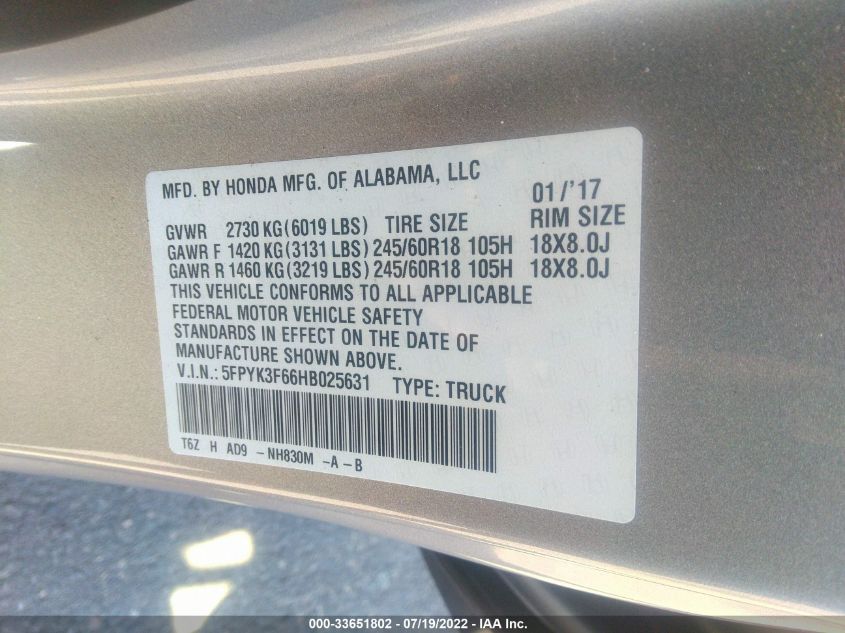 MFD. BY HONDA MFG. OF ALABAMA, LLC
01/'17
GVWR 2730 KG(6019 LBS) TIRE SIZE RIM SIZE
GAWR F 1420 KG(3131 LBS) 245/60R18 105H 18X8.0J
GAWR R 1460 KG(3219 LBS) 245/60R18 105H 18X8.0J
THIS VEHICLE CONFORMS TO ALL APPLICABLE
FEDERAL MOTOR VEHICLE SAFETY
STANDARDS IN EFFECT ON THE DATE OF
MANUFACTURE SHOWN ABOVE.
V.I.N.: 5FPYK3F66HB025631 TYPE: TRUCK
T6Z H AD9 -NH830M -A-B
000-33651802 - 07/19/2022 - IAA Inc.